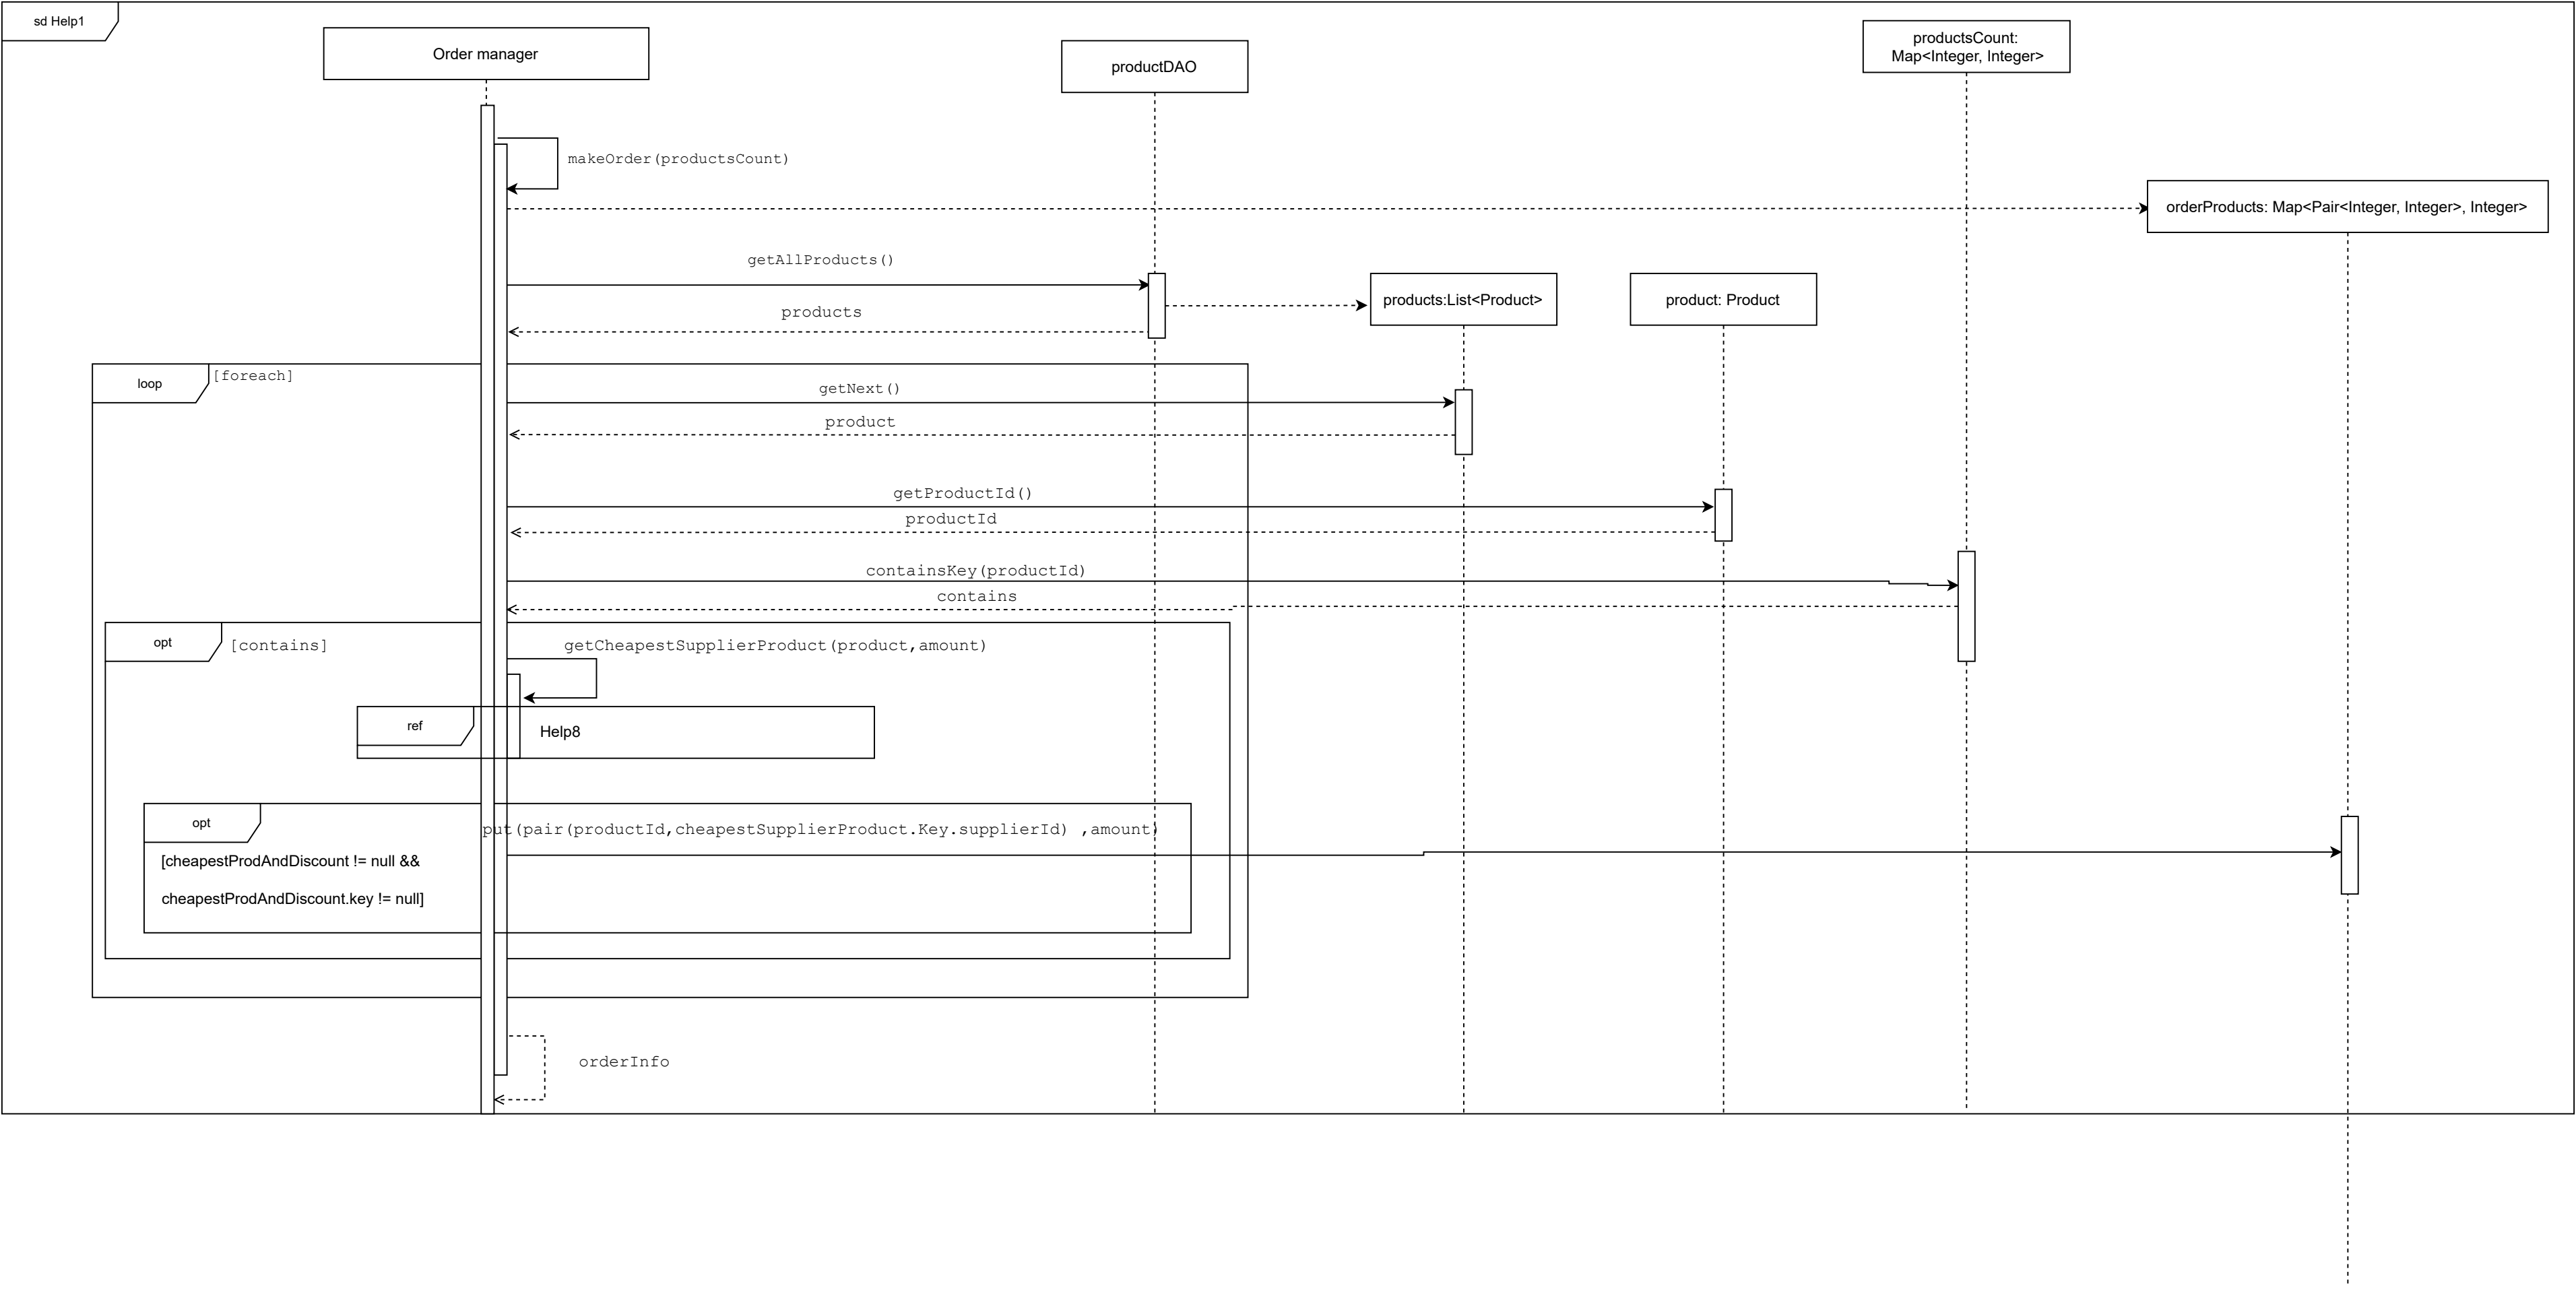 sd Help1
Order manager
productDAO
productsCount:
Map<Integer, Integer>
makeOrder(productsCount)
orderProducts: Map<Pair<Integer, Integer>, Integer>
getAllProducts()
products:List<Product>
product: Product
products
loop
[foreach]
getNext()
product
getProductId()
productId
containsKey(productId)
contains
opt
[contains]
getCheapestSupplierProduct(product,amount)
ref
Help8
opt
put(pair(productId,cheapestSupplierProduct.Key.supplierId) ,amount)
[cheapestProdAndDiscount != null &&
cheapestProdAndDiscount.key != null]
orderInfo